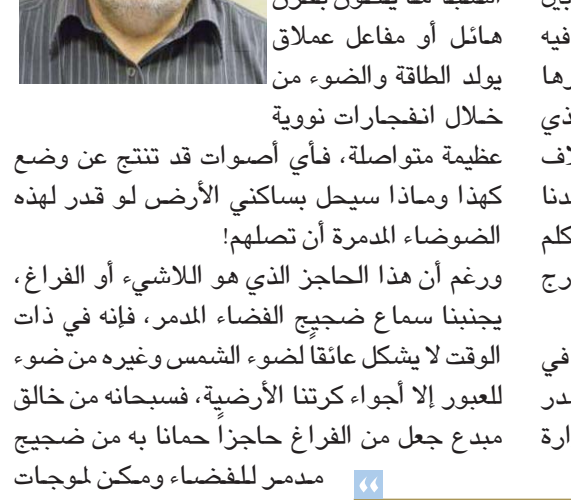 هائل أو مفاعل عملاق
يولد الطاقة والضوء من
خلال انفجارات نووية
عظيمة متواصلة، فأي أصوات قد تنتج عن وضع
كهذا وماذا سيحل بساكني الأرض لو قدر لهذه
الضوضاء المدمرة أن تصلهم!
ورغم أن هذا الحاجز الذي هو اللاشيء أو الفراغ،
يجنبنا سماع ضجيج الفضاء المدمر، فإنه في ذات
الوقت لا يشكل عائقاً لضوء الشمس وغيره من ضوء
للعبور إلا أجواء كرتنا الأرضية، فسبحانه من خالق
مبدع جعل من الفراغ حاجزاً حمانا به من ضجيج
مدمر للفضاء ومكن لموجات
فيه
في